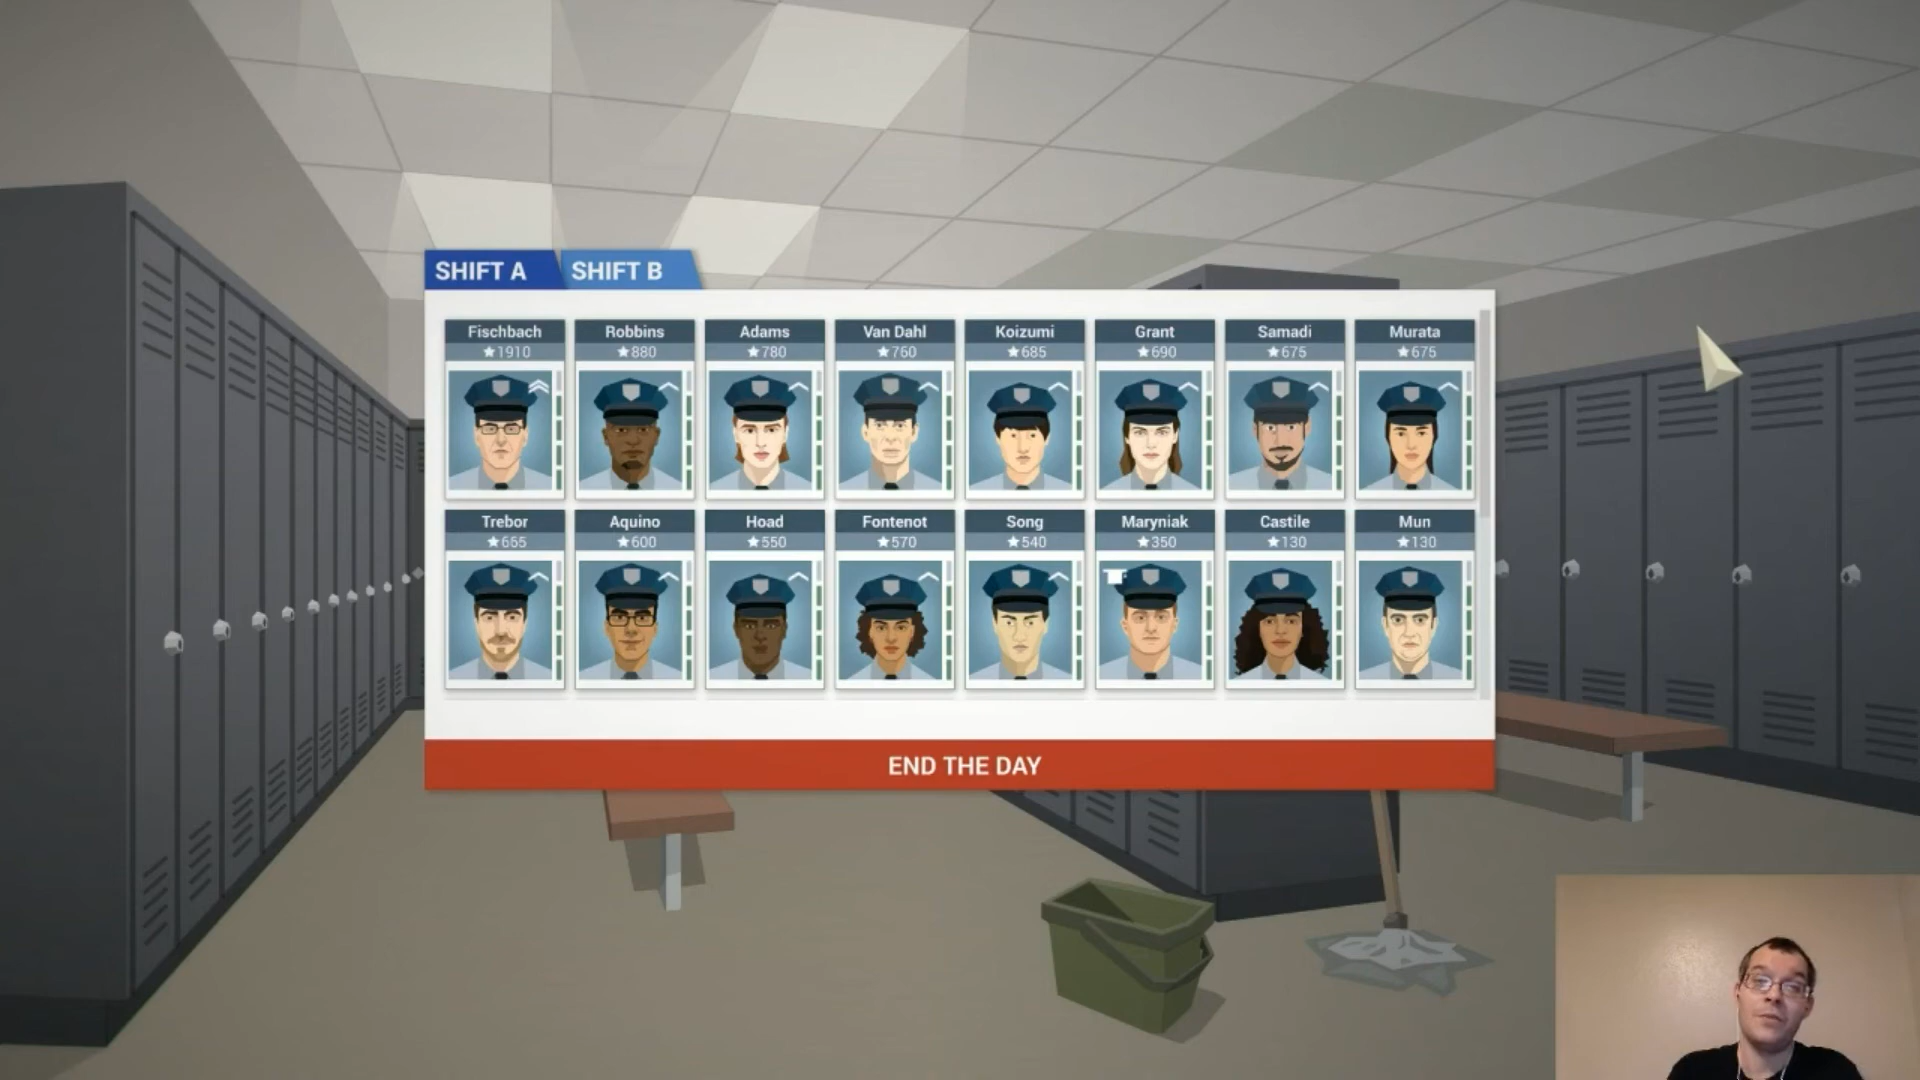 SHIFT A SHIFT B
Fischbach Robbins Adams Van Dahl Koizumi Grant Samadi Murata
★1910 ★880 ★780 ★760 ★685 ★690 ★675 ★675
Trebor Aquino Hoad Fontenot Song Maryniak Castile Mun
★655 ★600 ★550 ★570 ★540 ★350 ★130 ★130
END THE DAY